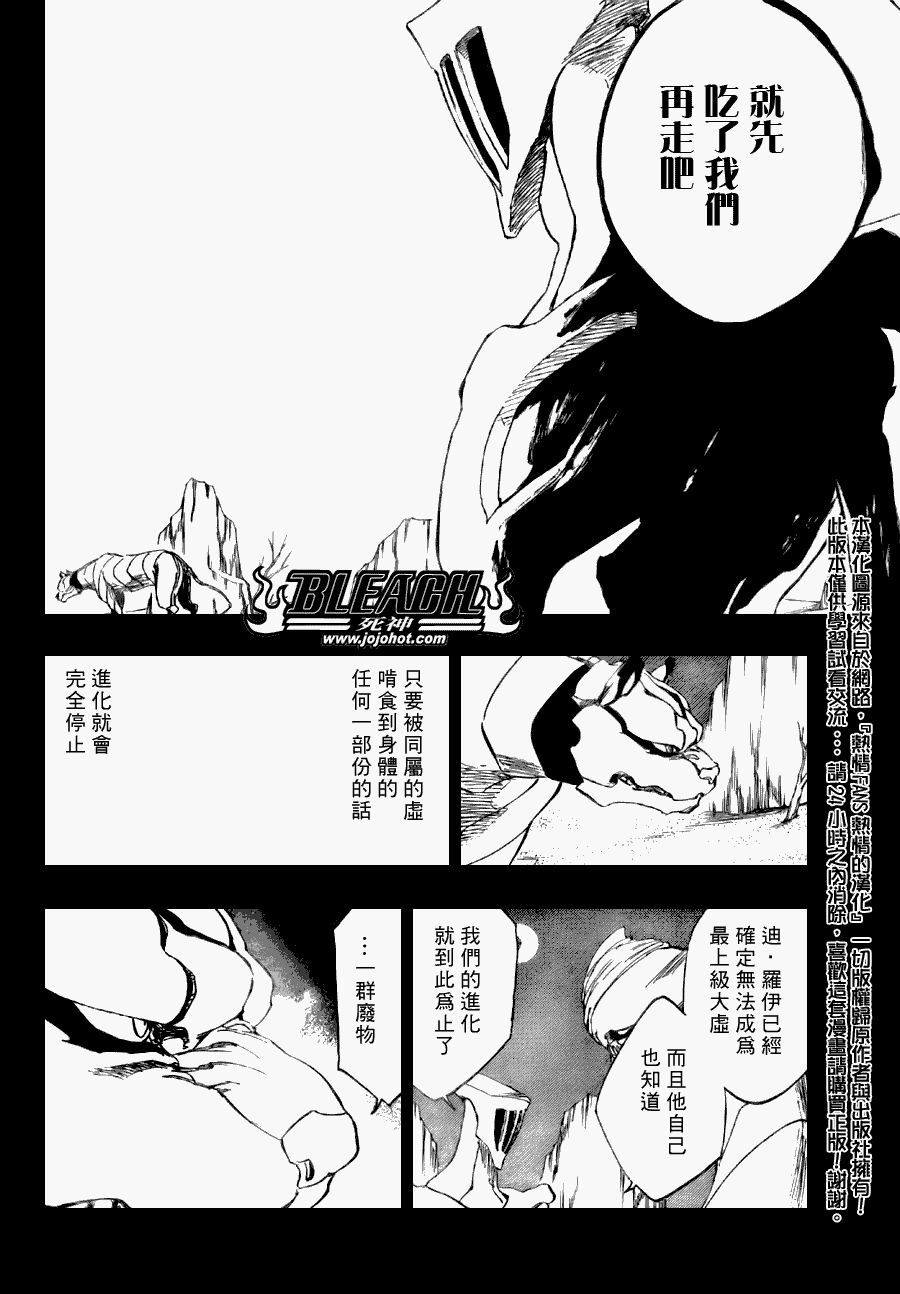 就先
吃了我們
再走吧
BLEACH
死神
www.jojohot.com
只要被同屬的虛
啃食到身體的
任何一部份的話
進化就會
完全停止
迪．羅伊已經
確定無法成爲
最上級大虛
而且他自己
也知道
我們的進化
就到此爲止了
…一群廢物
本漢化圖源來自於網路，『熱情FANS熱情的漢化』一切版權歸原作者與出版社擁有！
此版本僅供學習試看交流…請24小時之內消除，喜歡這套漫畫請購買正版！謝謝。